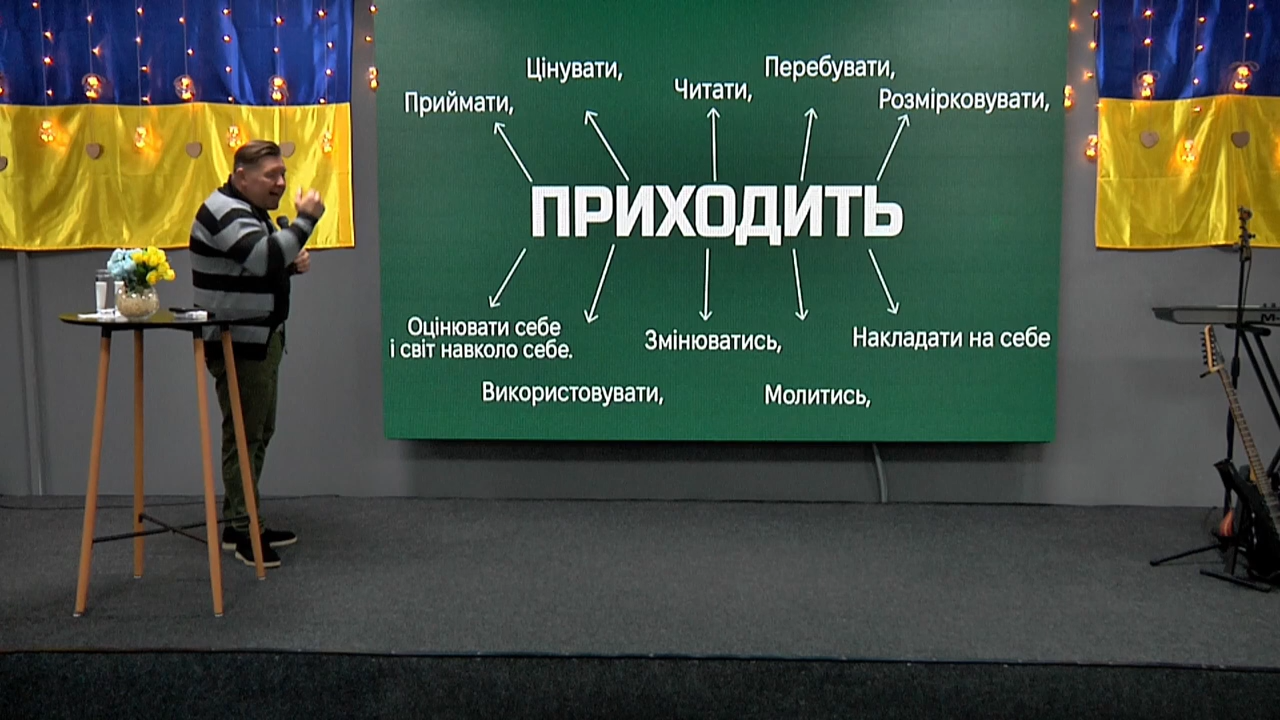 Цінувати,
Перебувати,
Читати,
Приймати,
Розмірковувати,
ПРИХОДИТЬ
Оцінювати себе
і світ навколо себе.
Змінюватись,
Накладати на себе
Використовувати,
Молитись,